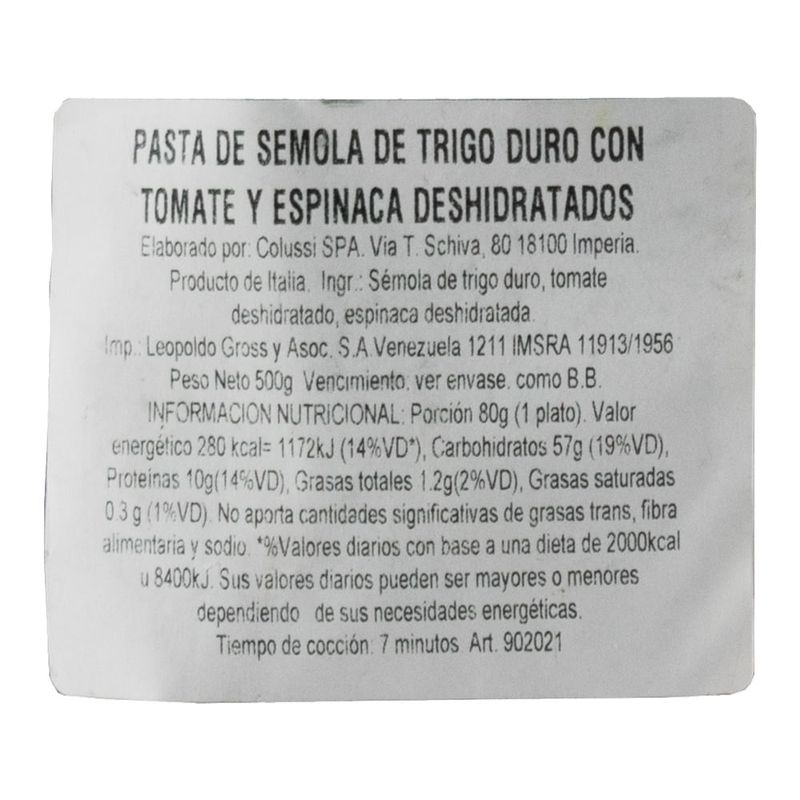 PASTA DE SEMOLA DE TRIGO DURO CON
TOMATE Y ESPINACA DESHIDRATADOS
Elaborado por: Colussi SPA. Via T. Schiva, 80 18100 Imperia.
Producto de Italia. Ingr.: Sémola de trigo duro, tomate
deshidratado, espinaca deshidratada.
Imp.: Leopoldo Gross y Asoc. S.A.Venezuela 1211 IMSRA 11913/1956
Peso Neto 500g Vencimiento: ver envase. como B.B.
INFORMACION NUTRICIONAL: Porción 80g (1 plato). Valor
energético 280 kcal= 1172kJ (14%VD*), Carbohidratos 57g (19%VD),
Proteínas 10g(14%VD), Grasas totales 1.2g(2%VD), Grasas saturadas
0.3 g (1%VD). No aporta cantidades significativas de grasas trans, fibra
alimentaria y sodio. *%Valores diarios con base a una dieta de 2000kcal
u 8400kJ. Sus valores diarios pueden ser mayores o menores
dependiendo de sus necesidades energéticas.
Tiempo de cocción: 7 minutos Art. 902021